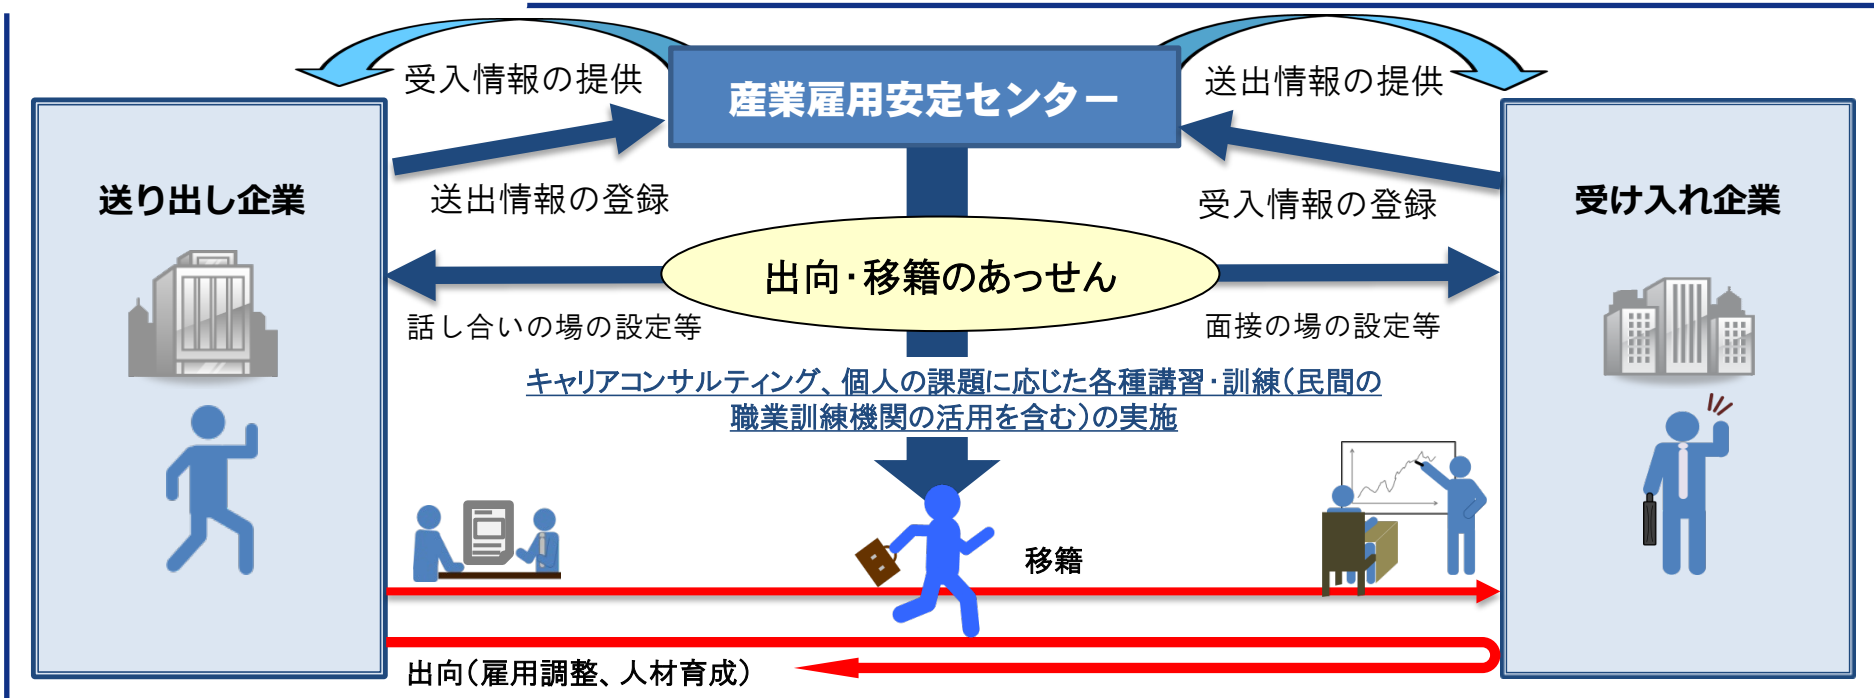 受入情報の提供
産業雇用安定センター
送出情報の提供
送り出し企業
送出情報の登録
受入情報の登録
受け入れ企業
出向・移籍のあっせん
話し合いの場の設定等
面接の場の設定等
キャリアコンサルティング、個人の課題に応じた各種講習・訓練（民間の
職業訓練機関の活用を含む）の実施
移籍
出向（雇用調整、人材育成）